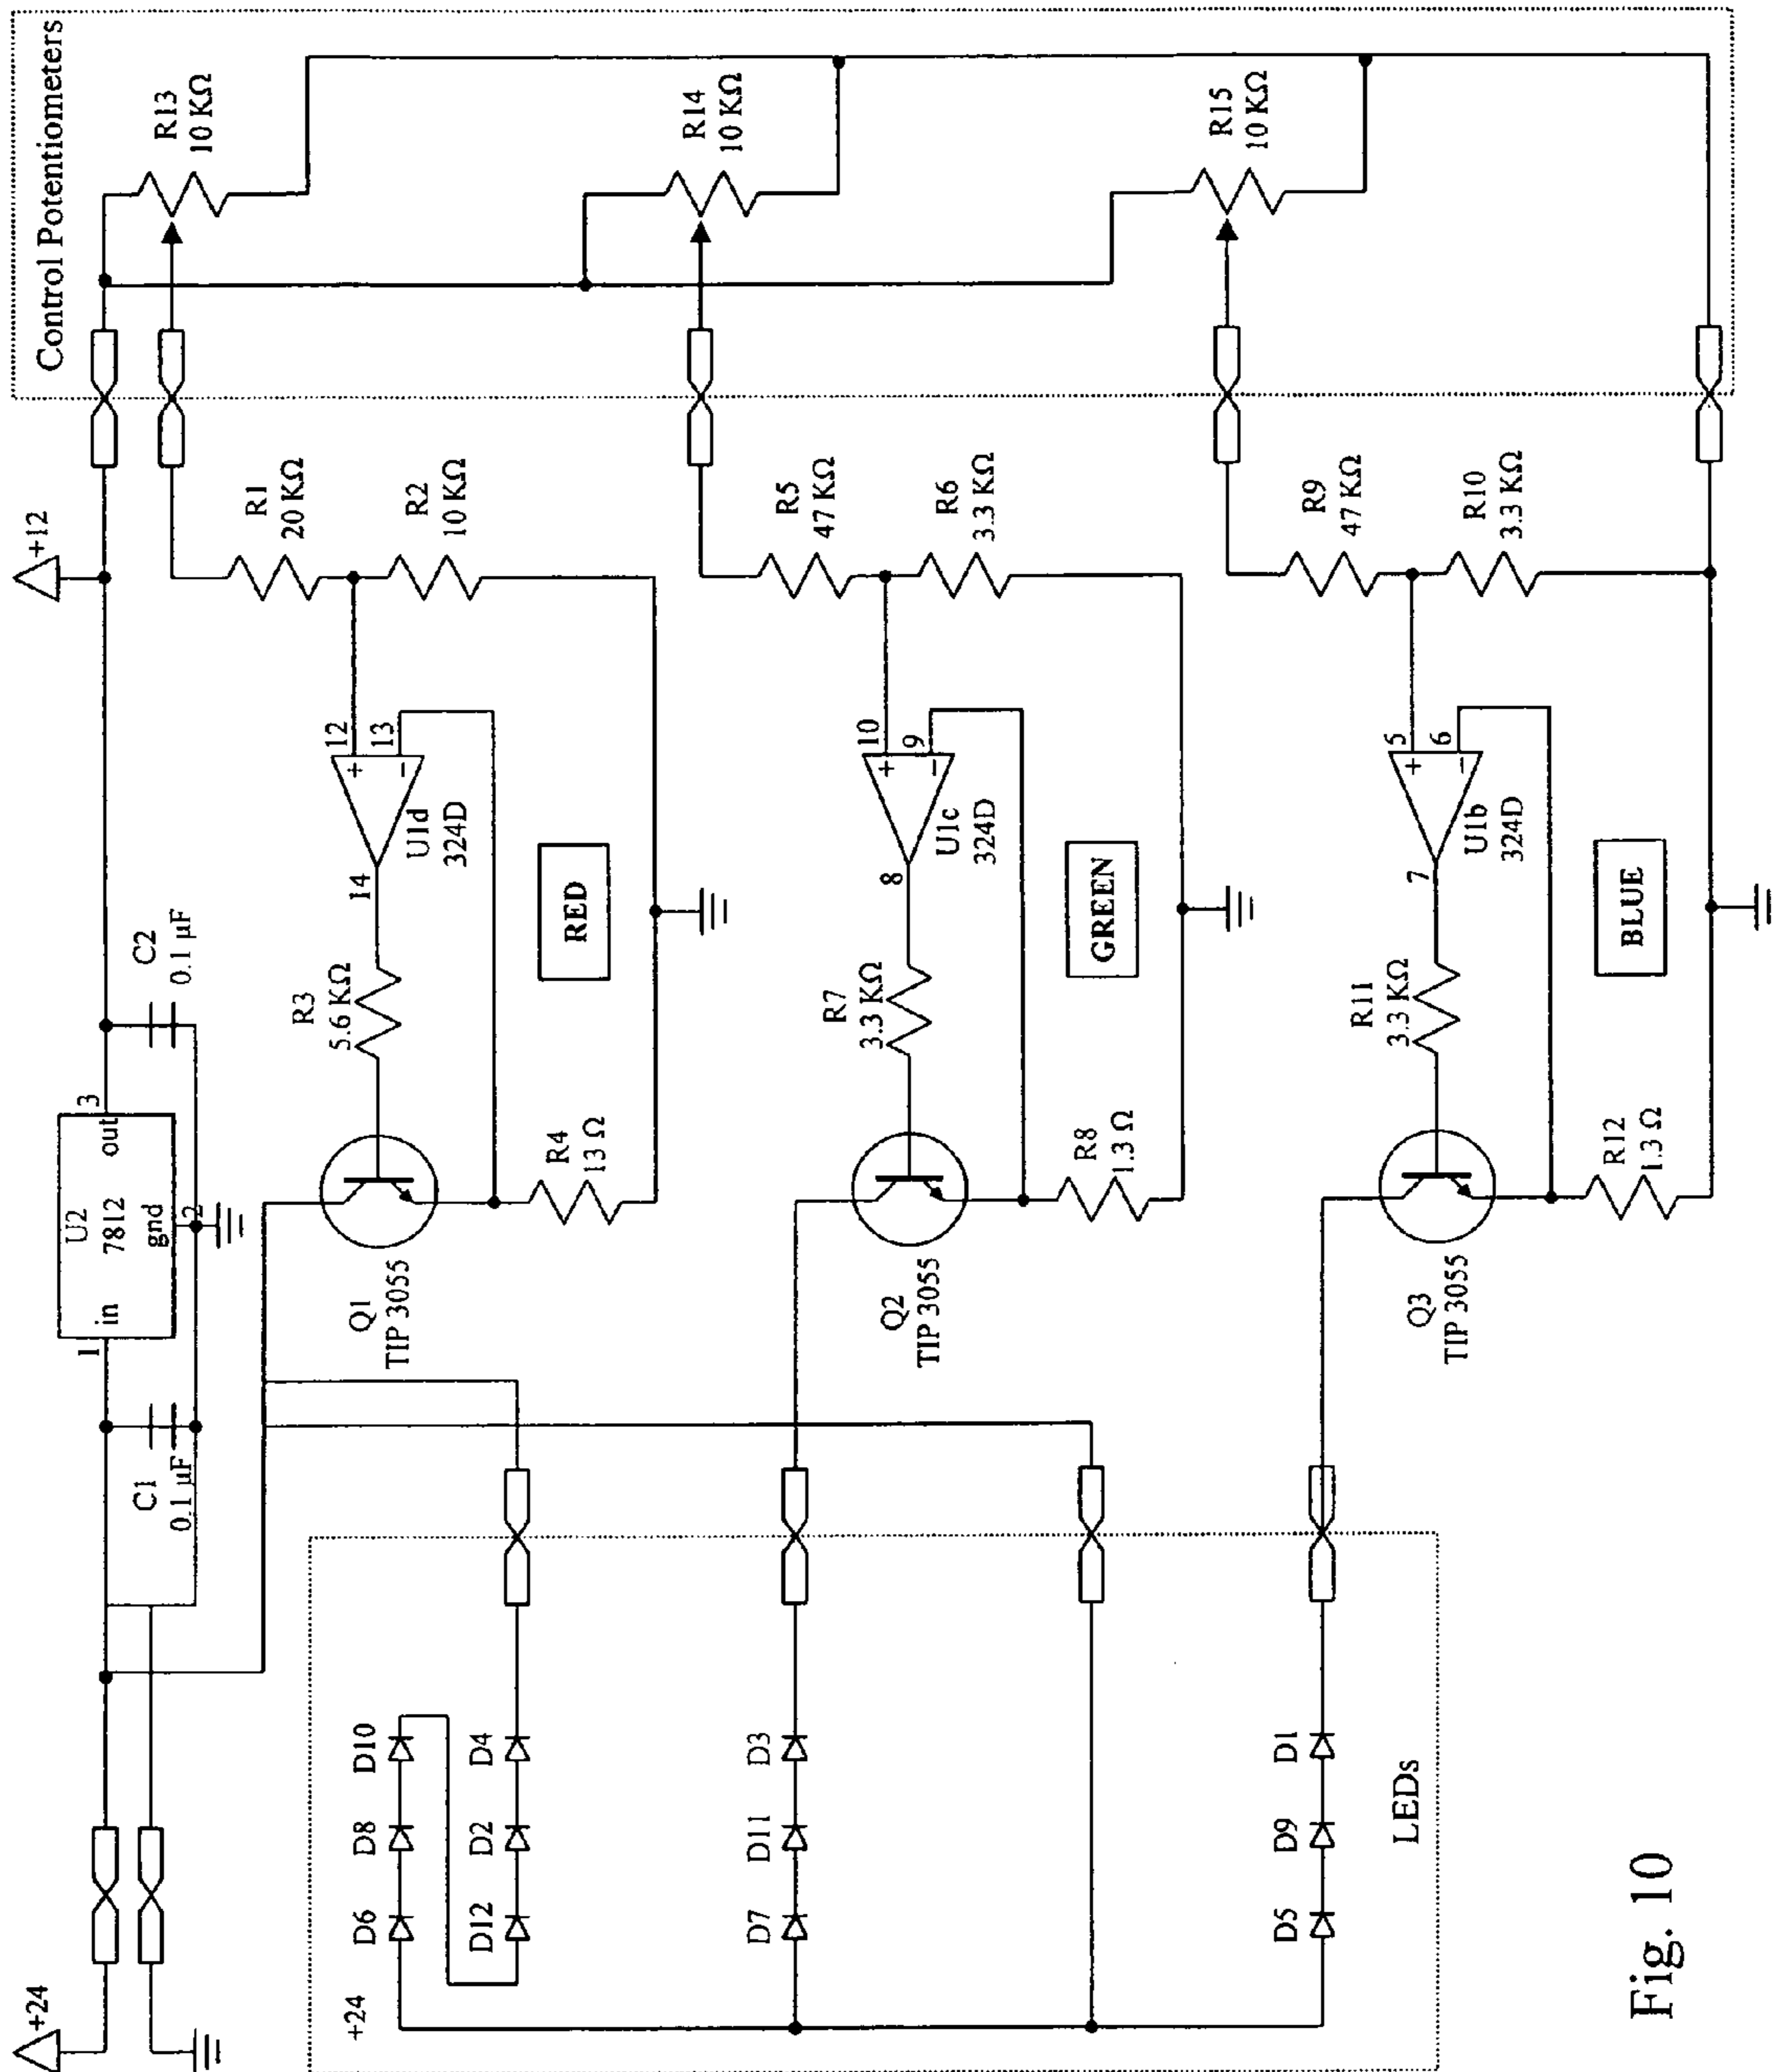 Control Potentiometers
+12
R13
10 KΩ
R14
10 KΩ
R15
10 KΩ
R1
20 KΩ
R2
10 KΩ
R5
47 KΩ
R6
3.3 KΩ
R9
47 KΩ
R10
3.3 KΩ
12
13
+
−
U1d
324D
14
10
9
+
−
U1c
324D
8
5
6
+
−
U1b
324D
7
RED
GREEN
BLUE
C2
0.1 µF
R3
5.6 KΩ
R7
3.3 KΩ
R11
3.3 KΩ
U2
7812
in
out
gnd
1
2
3
R4
13 Ω
R8
1.3 Ω
R12
1.3 Ω
Q1
TIP 3055
Q2
TIP 3055
Q3
TIP 3055
C1
0.1 µF
+24
+24
D6
D8
D10
D12
D2
D4
D7
D11
D3
D5
D9
D1
LEDs
Fig. 10